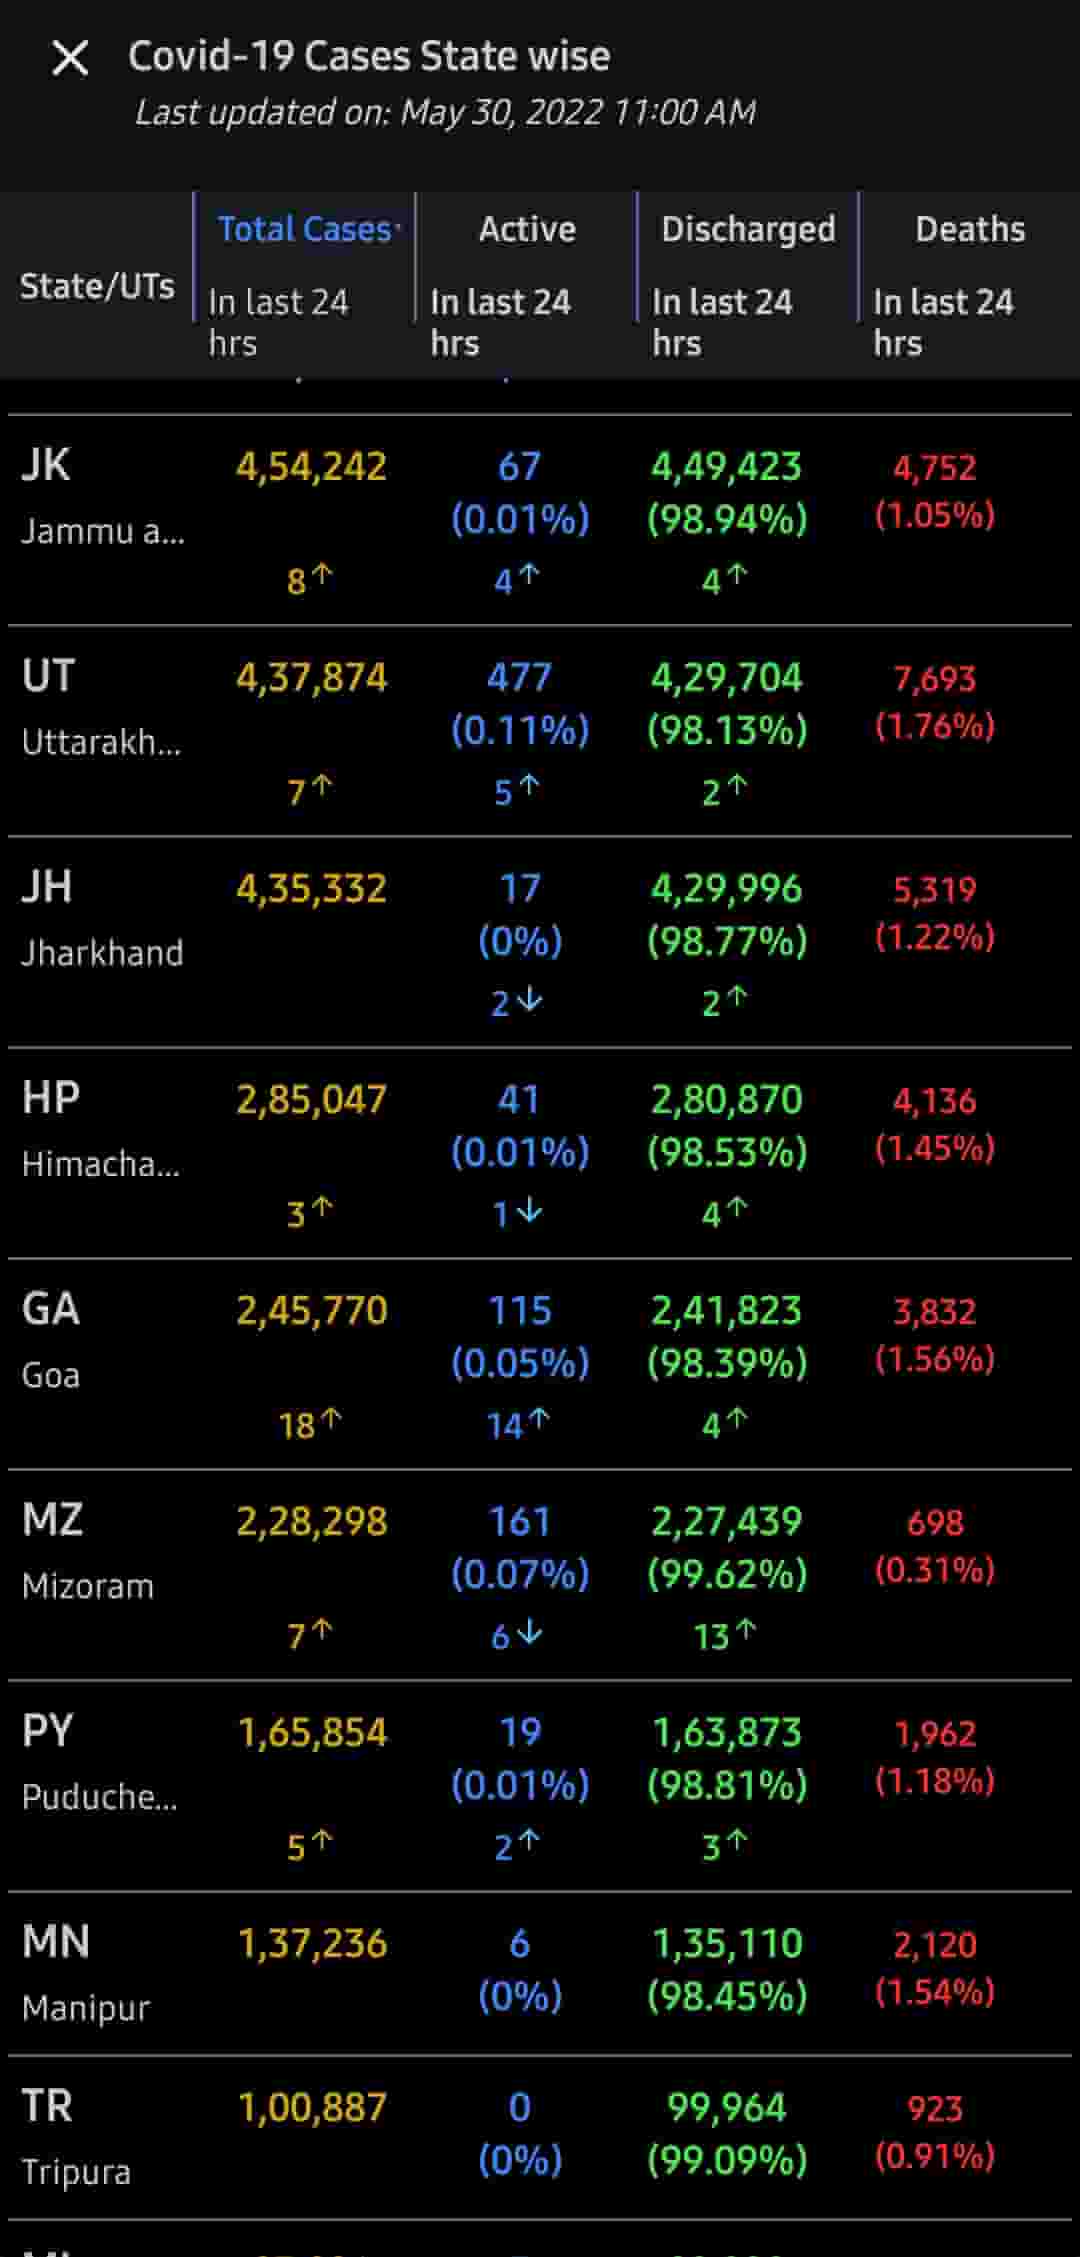 Covid-19 Cases State wise
Last updated on: May 30, 2022 11:00 AM
State/UTs
Total Cases
In last 24
hrs
Active
In last 24
hrs
Discharged
In last 24
hrs
Deaths
In last 24
hrs
JK 4,54,242 67 4,49,423 4,752
Jammu a... (0.01%) (98.94%) (1.05%)
8↑ 4↑ 4↑
UT 4,37,874 477 4,29,704 7,693
Uttarakh... (0.11%) (98.13%) (1.76%)
7↑ 5↑ 2↑
JH 4,35,332 17 4,29,996 5,319
Jharkhand (0%) (98.77%) (1.22%)
2↓ 2↑
HP 2,85,047 41 2,80,870 4,136
Himacha... (0.01%) (98.53%) (1.45%)
3↑ 1↓ 4↑
GA 2,45,770 115 2,41,823 3,832
Goa (0.05%) (98.39%) (1.56%)
18↑ 14↑ 4↑
MZ 2,28,298 161 2,27,439 698
Mizoram (0.07%) (99.62%) (0.31%)
7↑ 6↓ 13↑
PY 1,65,854 19 1,63,873 1,962
Puduche... (0.01%) (98.81%) (1.18%)
5↑ 2↑ 3↑
MN 1,37,236 6 1,35,110 2,120
Manipur (0%) (98.45%) (1.54%)
TR 1,00,887 0 99,964 923
Tripura (0%) (99.09%) (0.91%)